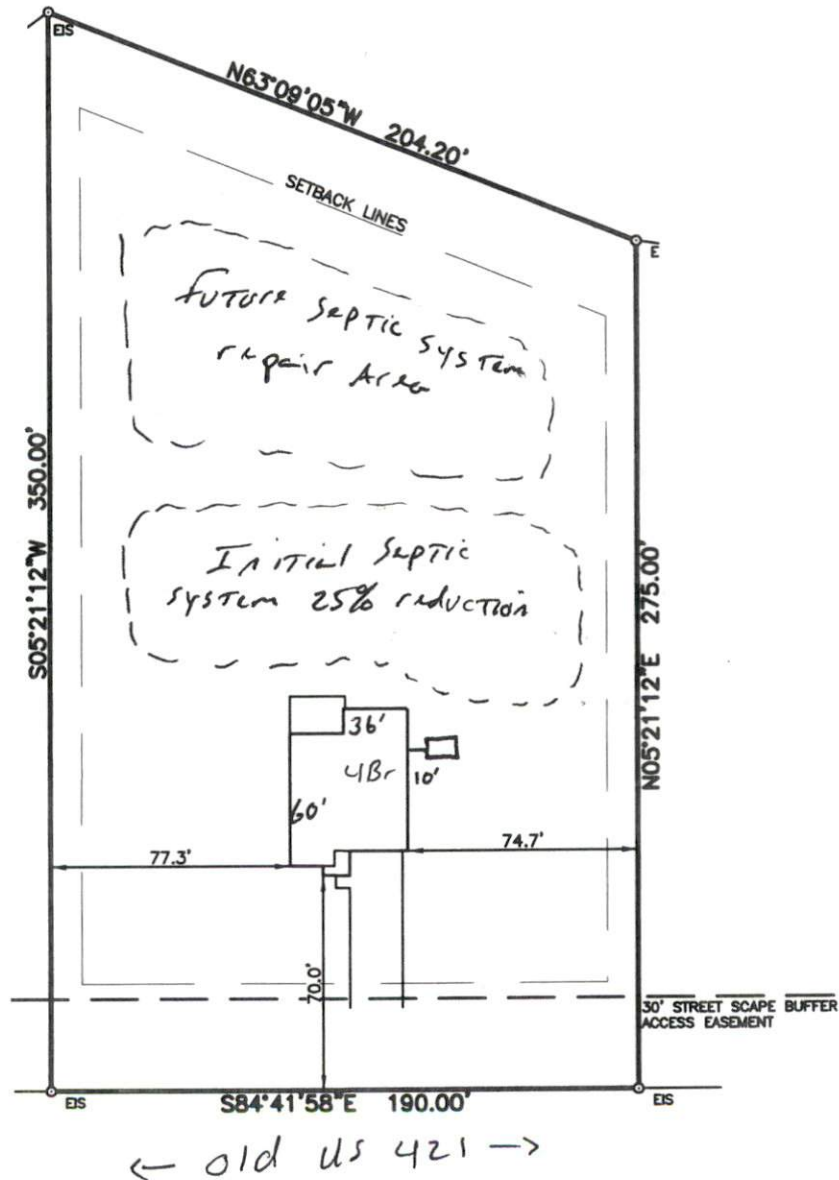 EIS
N63°09'05"W 204.20'
SETBACK LINES
E
Future Septic System
repair Area
S05°21'12"W 350.00'
Initial Septic
system 25% reduction
N05°21'12"E 275.00'
36'
4Br
10'
60'
77.3'
74.7'
70.0'
30' STREET SCAPE BUFFER
ACCESS EASEMENT
EIS
S84°41'58"E 190.00'
EIS
← old US 421 →